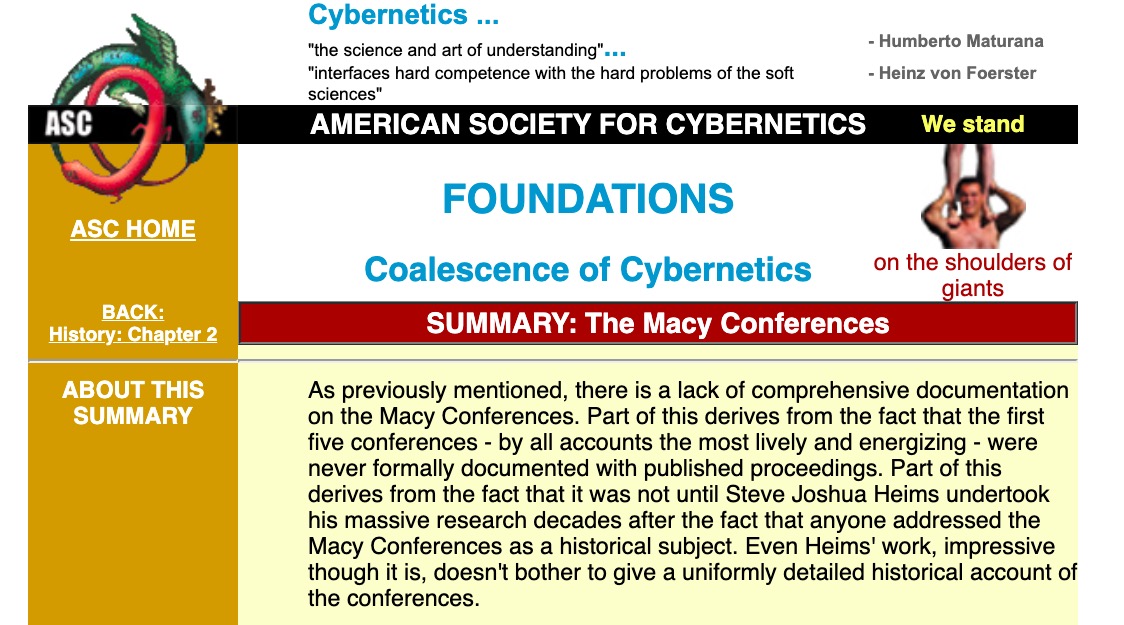 Cybernetics ...
"the science and art of understanding"...
- Humberto Maturana
"interfaces hard competence with the hard problems of the soft
sciences"
- Heinz von Foerster
ASC
AMERICAN SOCIETY FOR CYBERNETICS
We stand
FOUNDATIONS
ASC HOME
Coalescence of Cybernetics
on the shoulders of
giants
BACK:
History: Chapter 2
SUMMARY: The Macy Conferences
ABOUT THIS
SUMMARY
As previously mentioned, there is a lack of comprehensive documentation
on the Macy Conferences. Part of this derives from the fact that the first
five conferences - by all accounts the most lively and energizing - were
never formally documented with published proceedings. Part of this
derives from the fact that it was not until Steve Joshua Heims undertook
his massive research decades after the fact that anyone addressed the
Macy Conferences as a historical subject. Even Heims' work, impressive
though it is, doesn't bother to give a uniformly detailed historical account of
the conferences.